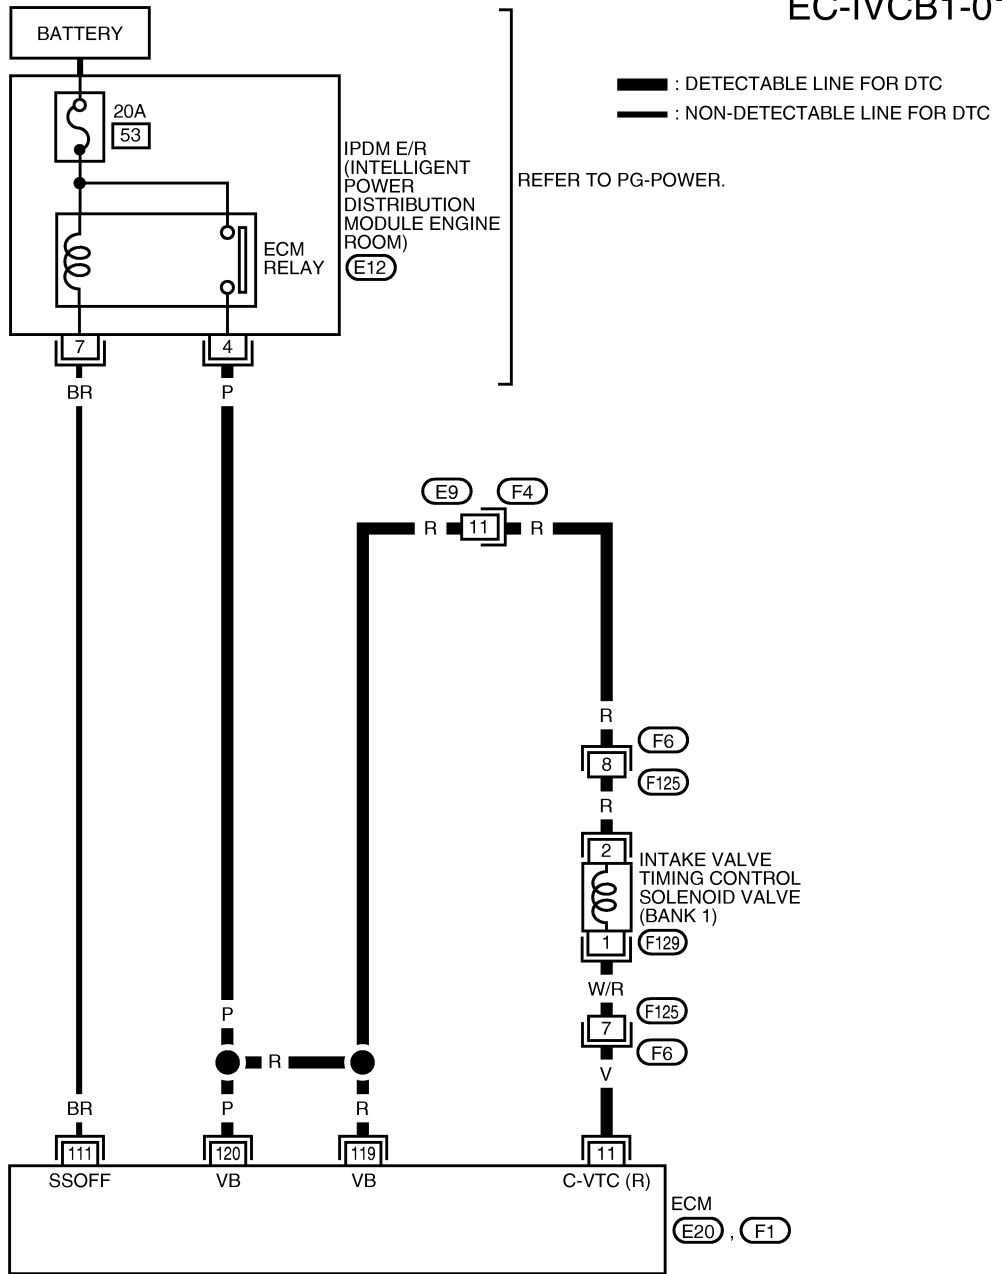 EC-IVCB1-01
BATTERY
: DETECTABLE LINE FOR DTC
: NON-DETECTABLE LINE FOR DTC
20A
53
IPDM E/R
(INTELLIGENT
POWER
DISTRIBUTION
MODULE ENGINE
ROOM)
E12
REFER TO PG-POWER.
ECM
RELAY
7
4
BR
P
E9
F4
R
11
R
R
F6
8
F125
R
2
INTAKE VALVE
TIMING CONTROL
SOLENOID VALVE
(BANK 1)
1
F129
W/R
F125
7
F6
V
P
R
BR
P
R
111
120
119
11
SSOFF
VB
VB
C-VTC (R)
ECM
E20 , F1